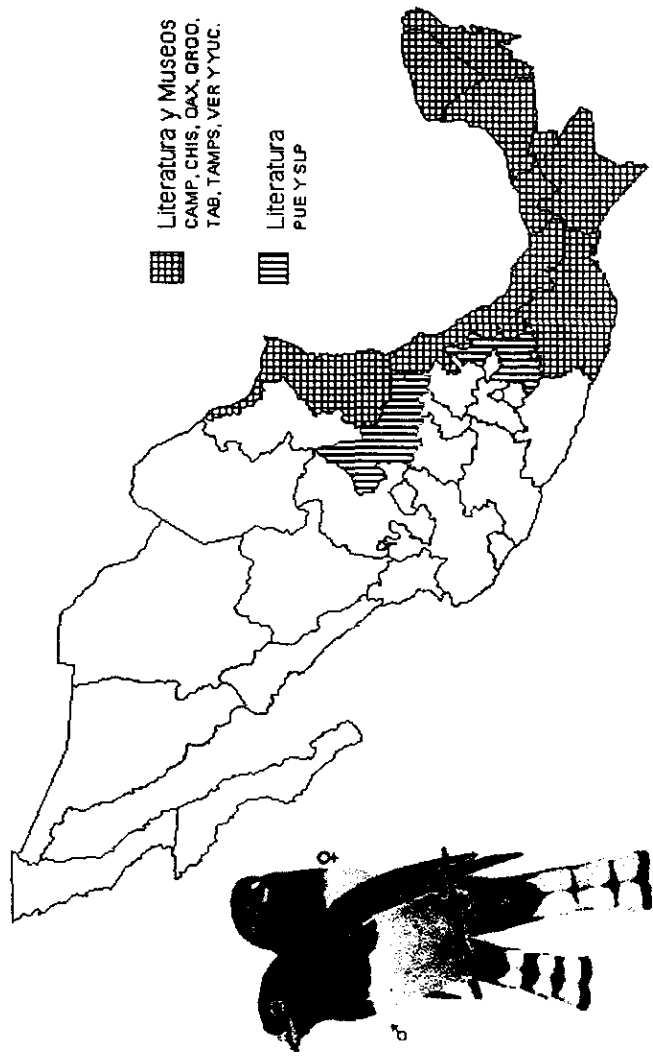 Literatura y Museos
CAMP, CHIS, OAX, QROO,
TAB, TAMPS, VER Y YUC.
Literatura
PUE Y SLP
♀
♂